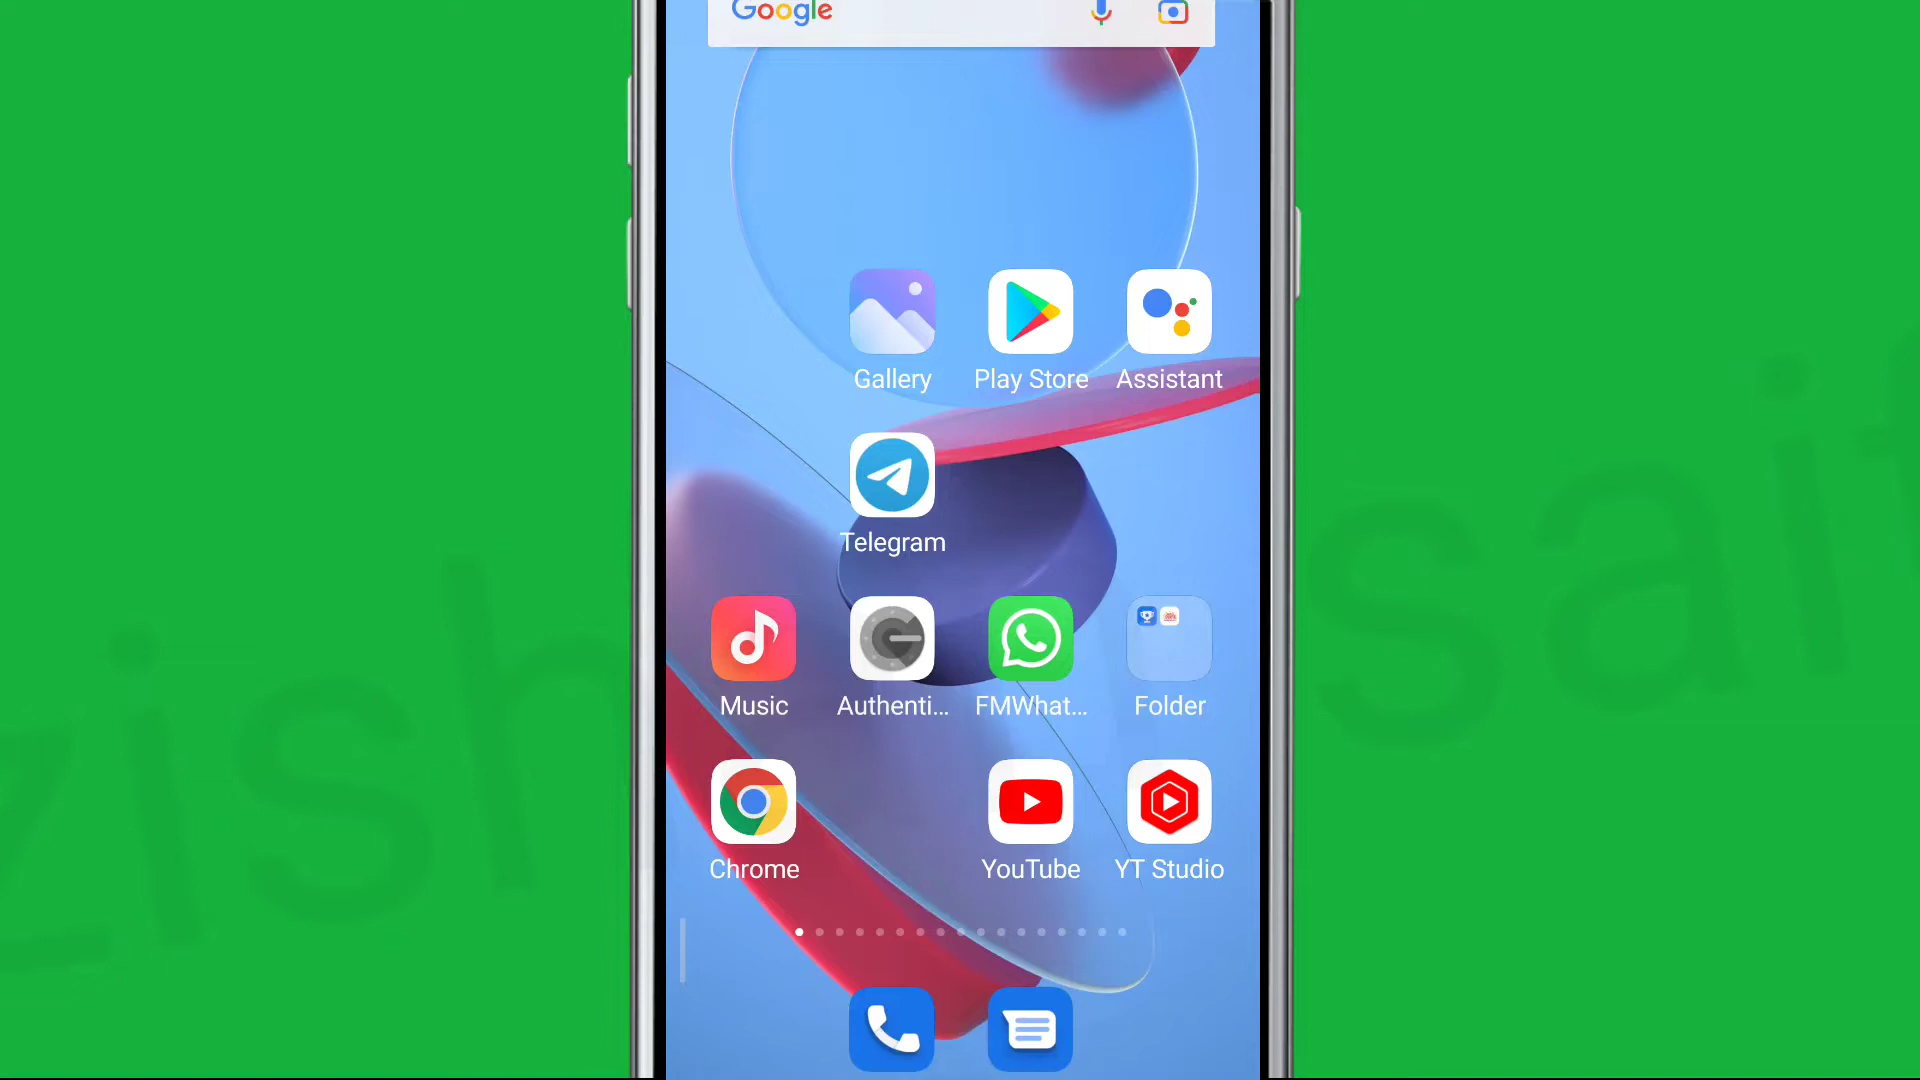 Google
Gallery Play Store Assistant
Telegram
Music Authenti... FMWhat... Folder
Chrome YouTube YT Studio